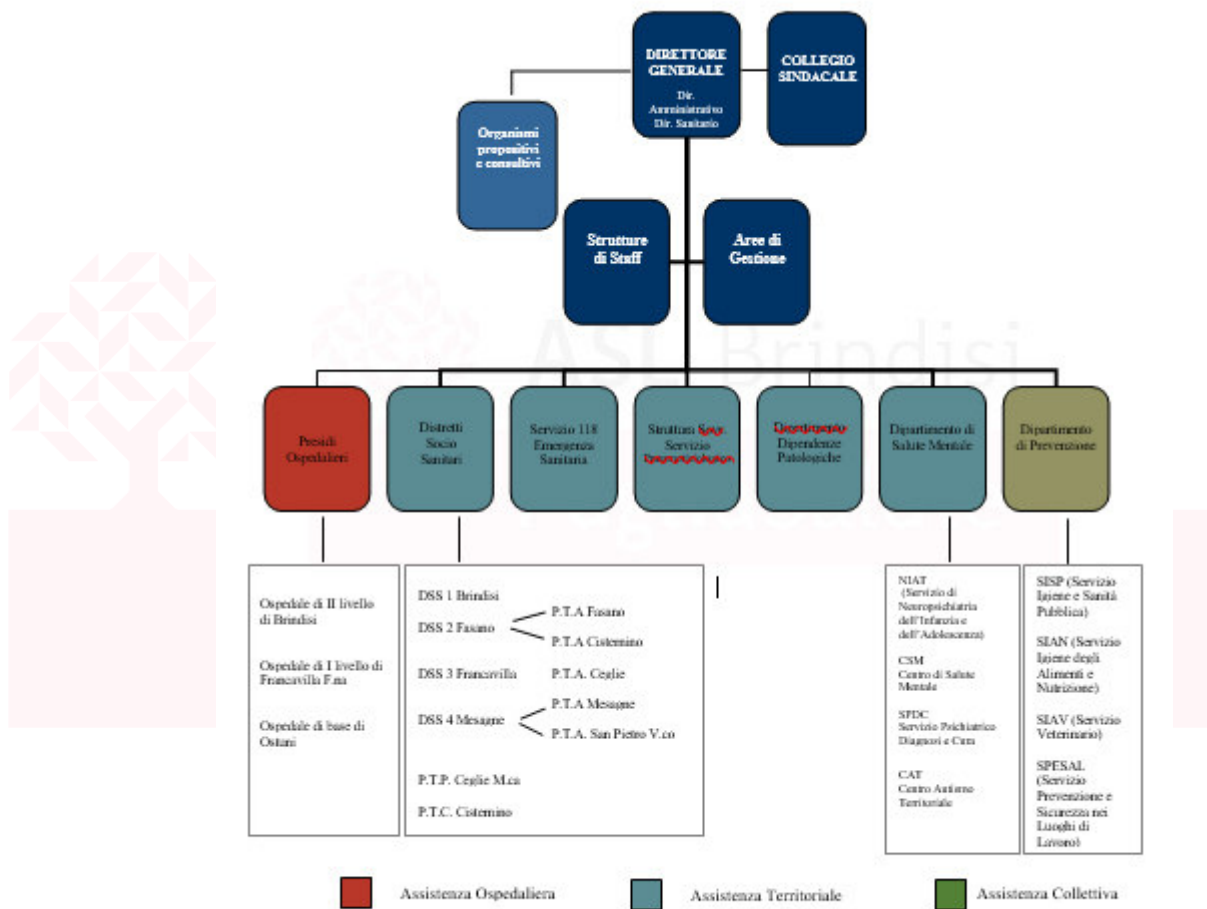 DIRETTORE
GENERALE
Dir.
Amministrativo
Dir. Sanitario
COLLEGIO
SINDACALE
Organismi
propositivi
e consultivi
Strutture
di Staff
Aree di
Gestione
ASL Brindisi
Presidi
Ospedalieri
Distretti
Socio
Sanitari
Servizio 118
Emergenza
Sanitaria
Struttura Sovr.
Servizio
Dipendenze
Patologiche
Dipartimento di
Salute Mentale
Dipartimento
di Prevenzione
Ospedale di II livello
di Brindisi
Ospedale di I livello di
Francavilla F.na
Ospedale di base di
Ostuni
DSS 1 Brindisi
DSS 2 Fasano
P.T.A Fasano
P.T.A Cisternino
DSS 3 Francavilla
P.T.A. Ceglie
DSS 4 Mesagne
P.T.A Mesagne
P.T.A. San Pietro V.co
P.T.P. Ceglie M.ca
P.T.C. Cisternino
NIAT
(Servizio di
Neuropsichiatria
dell'Infanzia e
dell'Adolescenza)
CSM
Centro di Salute
Mentale
SPDC
Servizio Psichiatrico
Diagnosi e Cura
CAT
Centro Autismo
Territoriale
SISP (Servizio
Igiene e Sanità
Pubblica)
SIAN (Servizio
Igiene degli
Alimenti e
Nutrizione)
SIAV (Servizio
Veterinario)
SPESAL
(Servizio
Prevenzione e
Sicurezza nei
Luoghi di
Lavoro)
Assistenza Ospedaliera
Assistenza Territoriale
Assistenza Collettiva